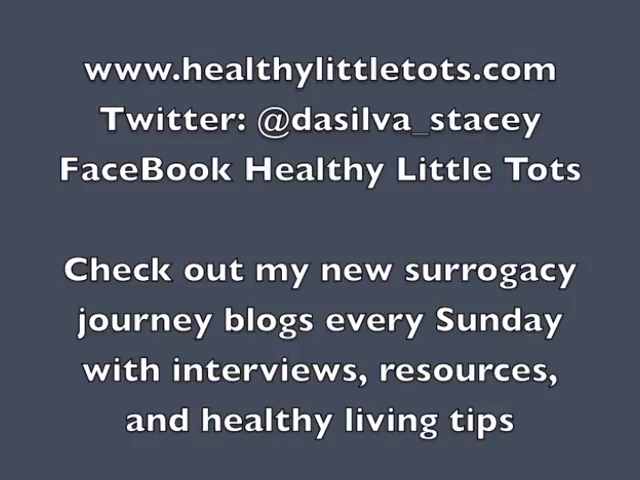 www.healthylittletots.com
Twitter: @dasilva_stacey
FaceBook Healthy Little Tots
Check out my new surrogacy
journey blogs every Sunday
with interviews, resources,
and healthy living tips